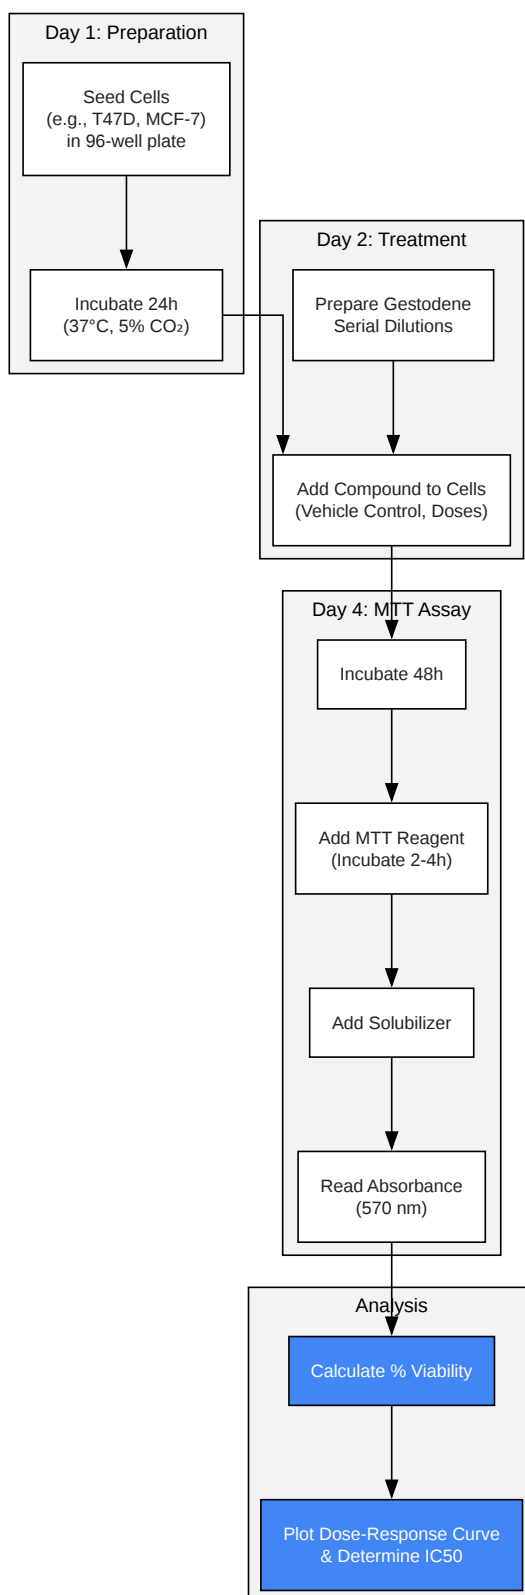 Day 1: Preparation
Seed Cells
(e.g., T47D, MCF-7)
in 96-well plate
Incubate 24h
(37°C, 5% CO₂)
Day 2: Treatment
Prepare Gestodene
Serial Dilutions
Add Compound to Cells
(Vehicle Control, Doses)
Day 4: MTT Assay
Incubate 48h
Add MTT Reagent
(Incubate 2-4h)
Add Solubilizer
Read Absorbance
(570 nm)
Analysis
Calculate % Viability
Plot Dose-Response Curve
& Determine IC50